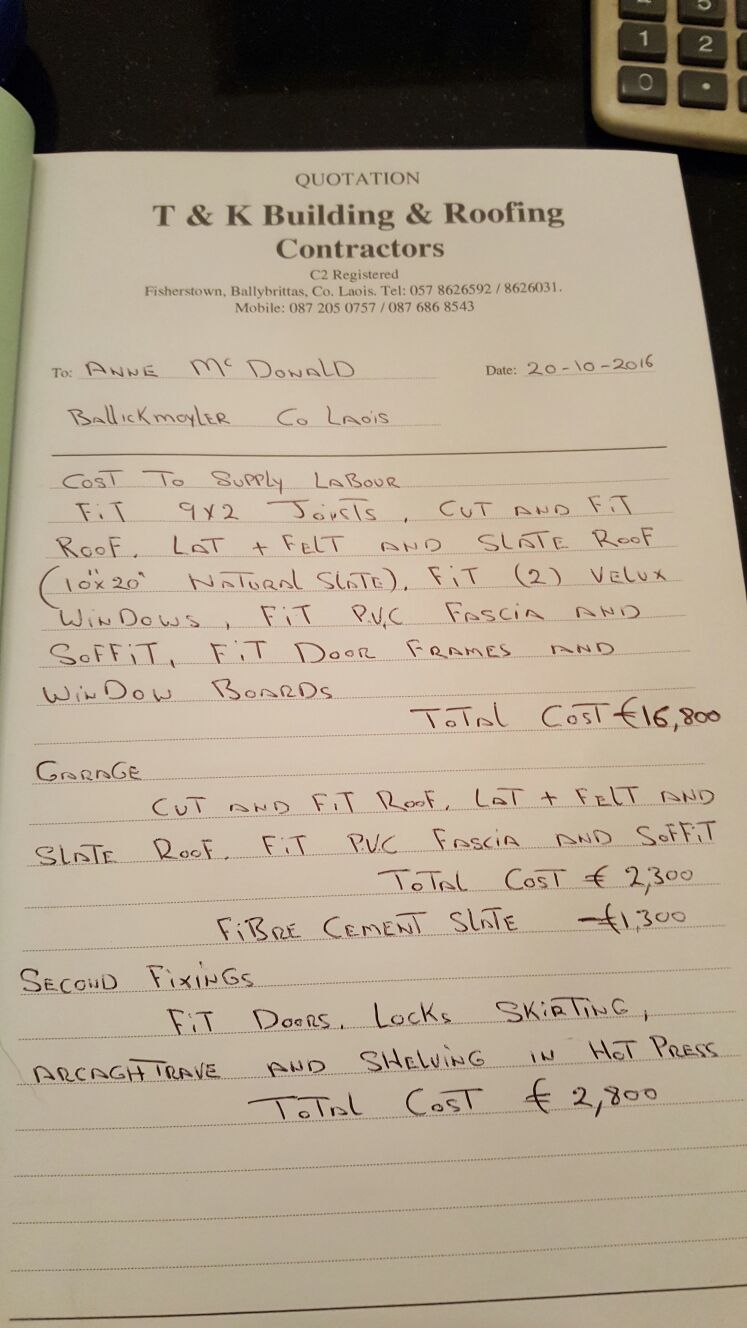 5
1 2
0 .
QUOTATION
T & K Building & Roofing
Contractors
C2 Registered
Fisherstown, Ballybrittas, Co. Laois. Tel: 057 8626592 / 8626031.
Mobile: 087 205 0757 / 087 686 8543
To: ANNE Mc DONALD Date: 20-10-2016
BALLICKMOYLER Co LAOIS
COST TO SUPPLY LABOUR
FIT 9X2 JOISTS, CUT AND FIT
ROOF. LAT + FELT AND SLATE ROOF
(10"x20" NATURAL SLATE). FIT (2) VELUX
WINDOWS, FIT P.V.C FASCIA AND
SOFFIT, FIT DOOR FRAMES AND
WINDOW BOARDS
TOTAL COST €16,800
GARAGE
CUT AND FIT ROOF. LAT + FELT AND
SLATE ROOF. FIT PVC FASCIA AND SOFFIT
TOTAL COST € 2,300
FIBRE CEMENT SLATE -€1,300
SECOND FIXINGS
FIT DOORS. LOCKS SKIRTING,
ARCAGHTRAVE AND SHELVING IN HOT PRESS
TOTAL COST € 2,800